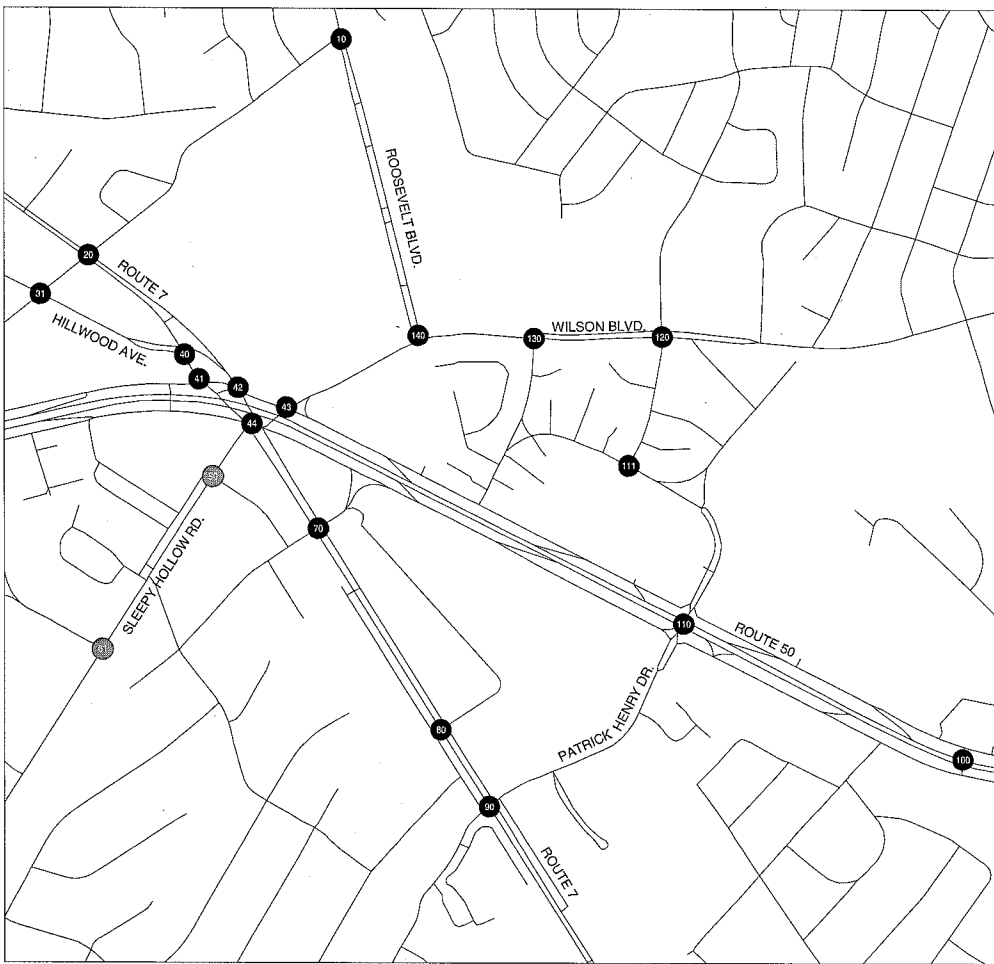 10
ROOSEVELT BLVD.
20
ROUTE 7
31
HILLWOOD AVE.
140
130
WILSON BLVD.
120
40
41
42
43
44
111
70
SLEEPY HOLLOW RD.
110
ROUTE 50
PATRICK HENRY DR.
80
100
90
ROUTE 7